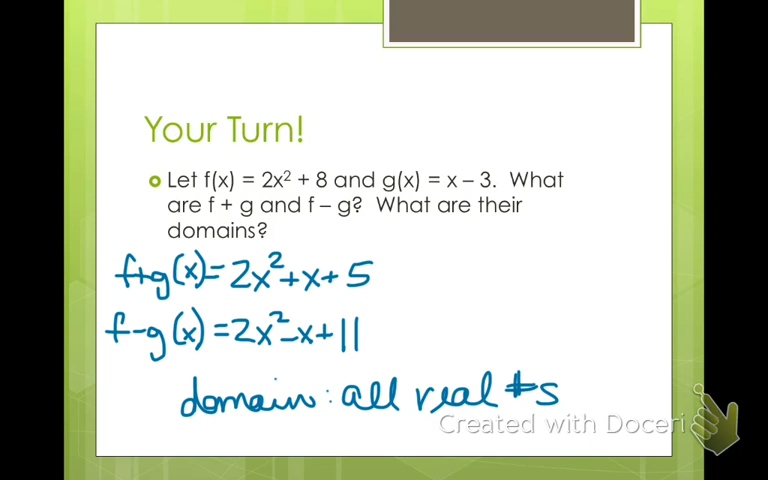 Your Turn!
Let f(x) = 2x² + 8 and g(x) = x – 3. What
are f + g and f – g? What are their
domains?
f+g(x)=2x²+x+5
f-g(x)=2x²-x+11
domain: all real #s
Created with Doceri